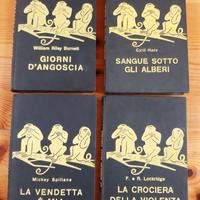 William Riley Burnett
GIORNI
D'ANGOSCIA
Cyril Hare
SANGUE SOTTO
GLI ALBERI
Mickey Spillane
LA VENDETTA
È MIA
F. e R. Lockridge
LA CROCIERA
DELLA VIOLENZA